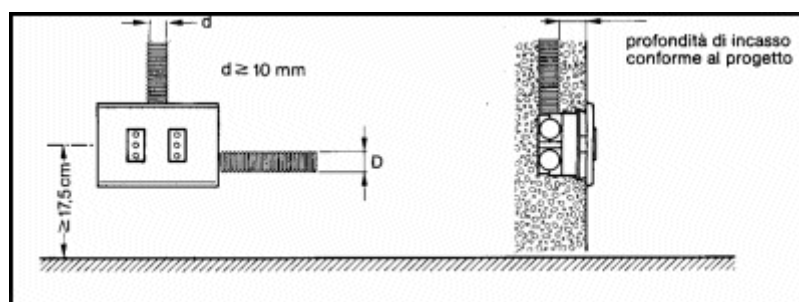 d
profondità di incasso
conforme al progetto
d ≥ 10 mm
D
≥ 17,5 cm